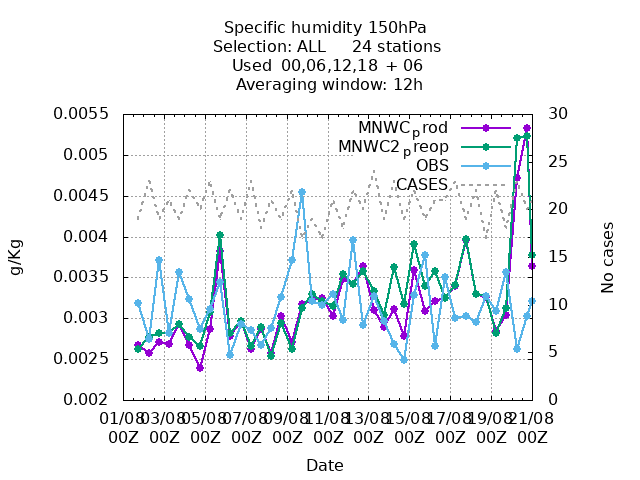 Specific humidity 150hPa
Selection: ALL 24 stations
Used 00,06,12,18 + 06
Averaging window: 12h
MNWCprod
MNWC2preop
OBS
CASES
g/Kg
0.0055
0.005
0.0045
0.004
0.0035
0.003
0.0025
0.002
No cases
30
25
20
15
10
5
0
01/08 03/08 05/08 07/08 09/08 11/08 13/08 15/08 17/08 19/08 21/08
00Z 00Z 00Z 00Z 00Z 00Z 00Z 00Z 00Z 00Z 00Z
Date